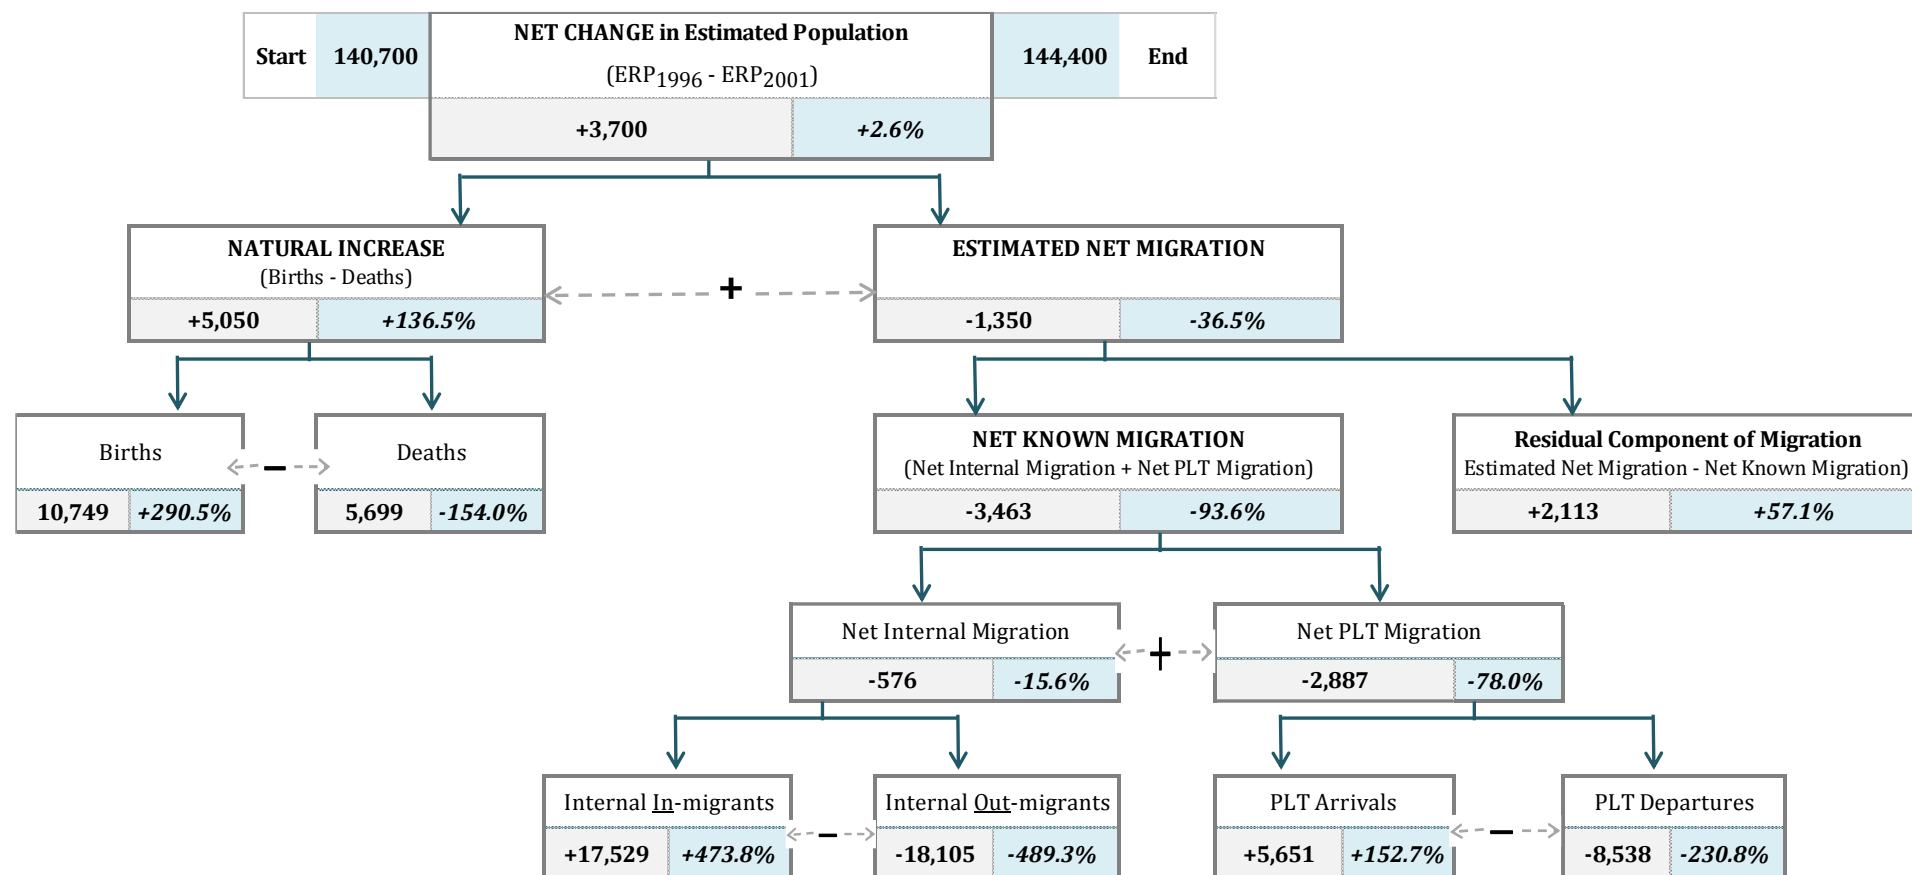 NET CHANGE in Estimated Population
Start 140,700 (ERP1996 - ERP2001) 144,400 End
+3,700 +2.6%
NATURAL INCREASE
(Births - Deaths)
+5,050 +136.5%
+
ESTIMATED NET MIGRATION
-1,350 -36.5%
Births
10,749 +290.5%
–
Deaths
5,699 -154.0%
NET KNOWN MIGRATION
(Net Internal Migration + Net PLT Migration)
-3,463 -93.6%
Residual Component of Migration
Estimated Net Migration - Net Known Migration)
+2,113 +57.1%
Net Internal Migration
-576 -15.6%
+
Net PLT Migration
-2,887 -78.0%
Internal In-migrants
+17,529 +473.8%
–
Internal Out-migrants
-18,105 -489.3%
PLT Arrivals
+5,651 +152.7%
–
PLT Departures
-8,538 -230.8%